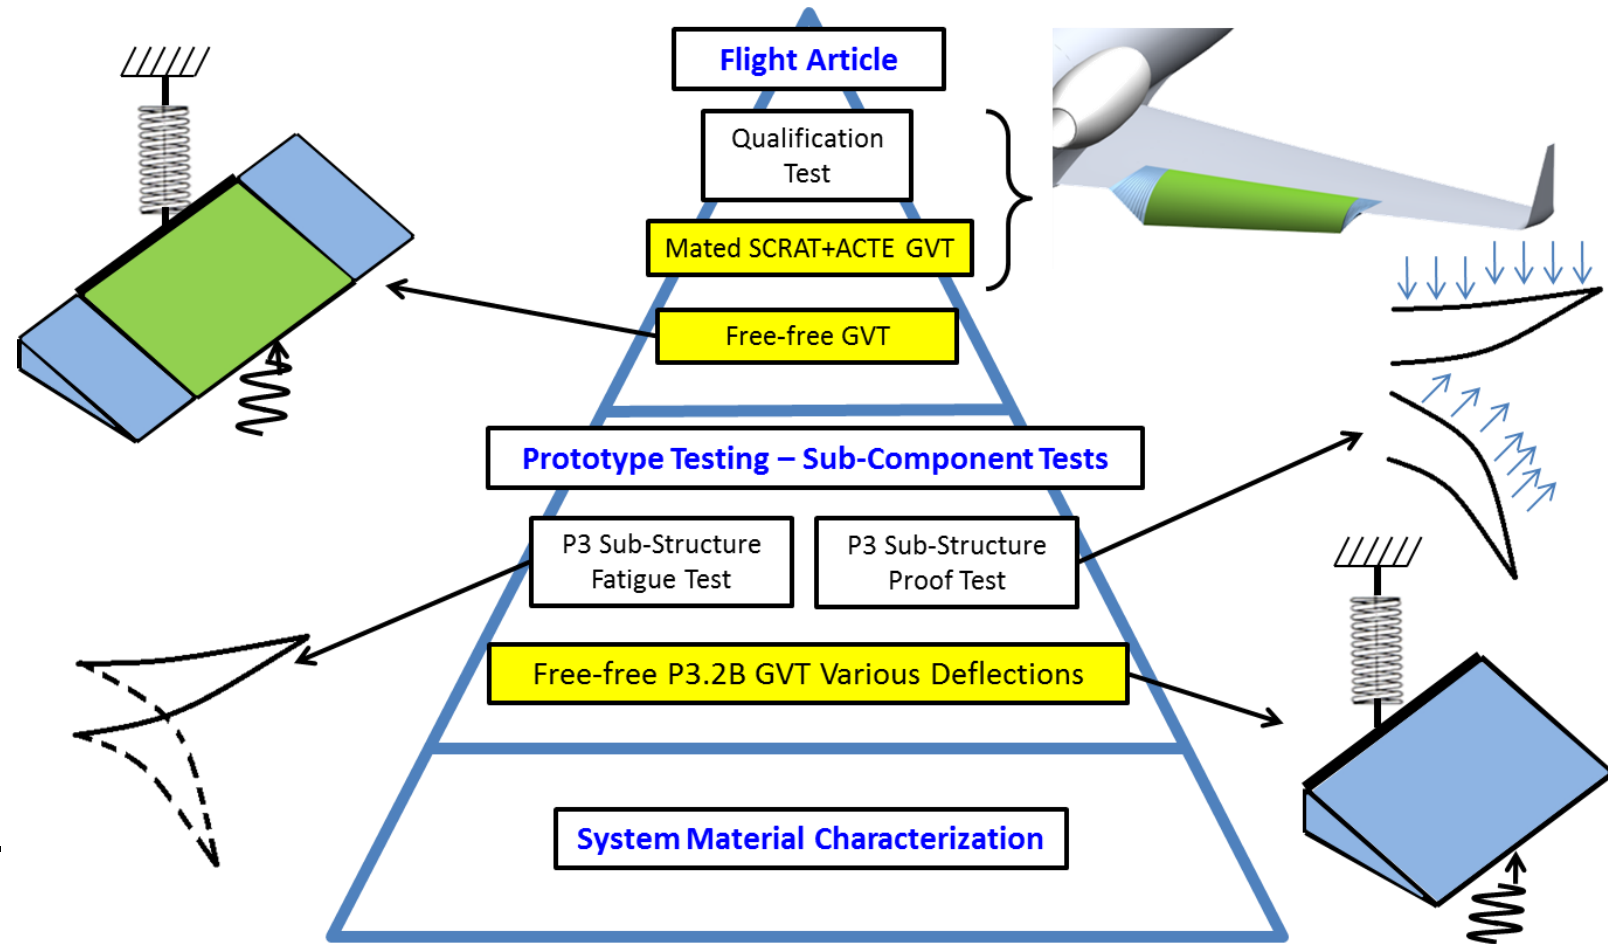 Flight Article
Qualification
Test
Mated SCRAT+ACTE GVT
Free-free GVT
Prototype Testing – Sub-Component Tests
P3 Sub-Structure
Fatigue Test
P3 Sub-Structure
Proof Test
Free-free P3.2B GVT Various Deflections
System Material Characterization